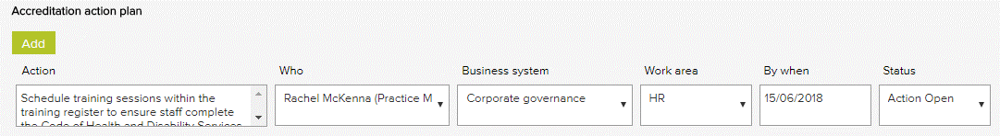 Accreditation action plan
Add
Action Who Business system Work area By when Status
Schedule training sessions within the Rachel McKenna (Practice M Corporate governance HR 15/06/2018 Action Open
training register to ensure staff complete
the Code of Health and Disability Services